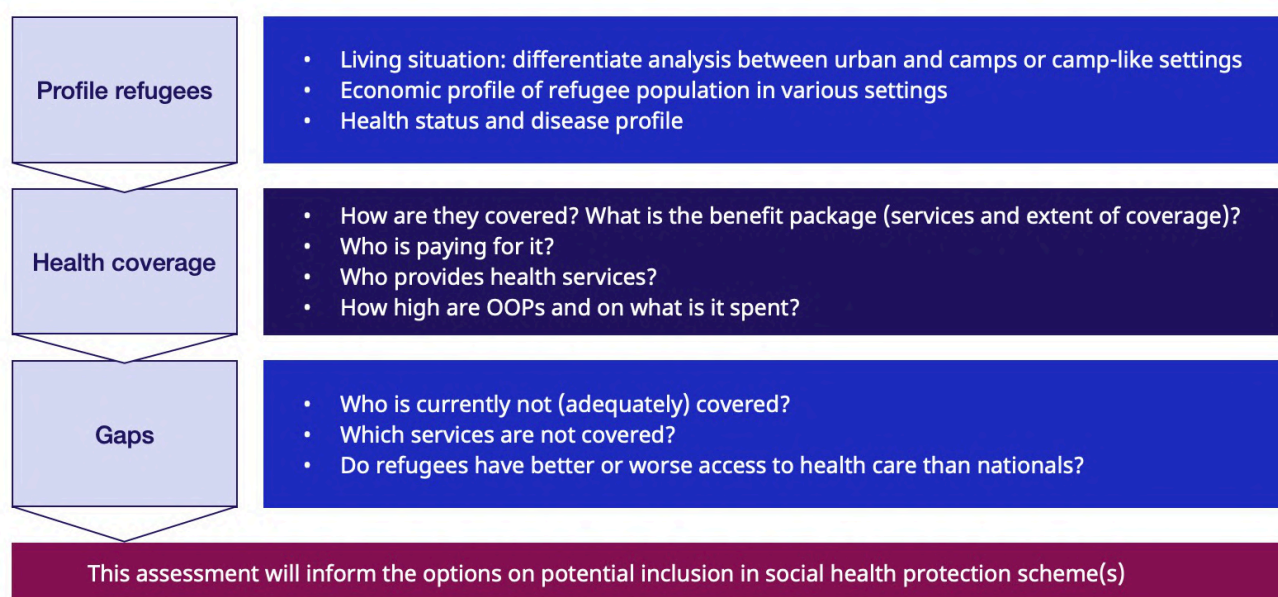 Profile refugees
• Living situation: differentiate analysis between urban and camps or camp-like settings
• Economic profile of refugee population in various settings
• Health status and disease profile
Health coverage
• How are they covered? What is the benefit package (services and extent of coverage)?
• Who is paying for it?
• Who provides health services?
• How high are OOPs and on what is it spent?
Gaps
• Who is currently not (adequately) covered?
• Which services are not covered?
• Do refugees have better or worse access to health care than nationals?
This assessment will inform the options on potential inclusion in social health protection scheme(s)